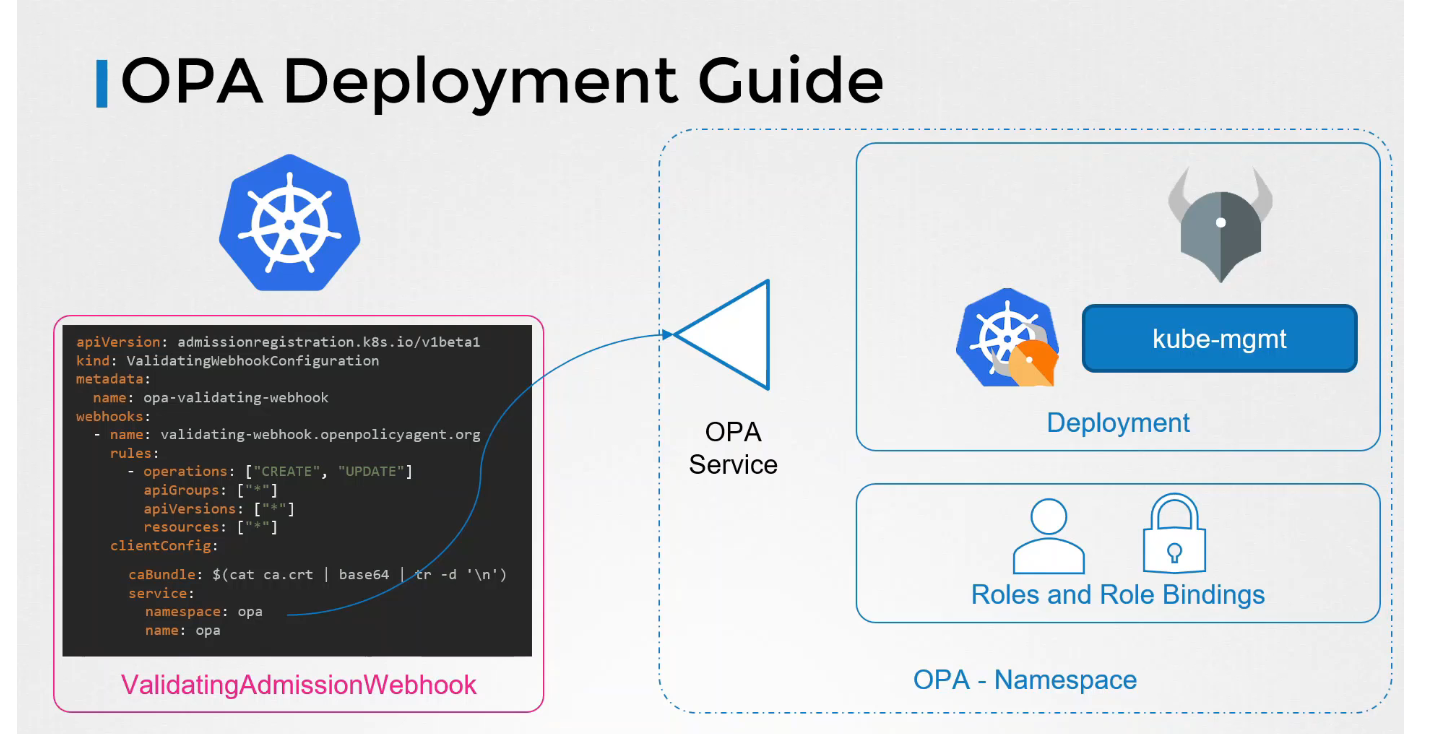 OPA Deployment Guide
apiVersion: admissionregistration.k8s.io/v1beta1
kind: ValidatingWebhookConfiguration
metadata:
  name: opa-validating-webhook
webhooks:
  - name: validating-webhook.openpolicyagent.org
    rules:
      - operations: ["CREATE", "UPDATE"]
        apiGroups: ["*"]
        apiVersions: ["*"]
        resources: ["*"]
    clientConfig:
      caBundle: $(cat ca.crt | base64 | tr -d '\n')
      service:
        namespace: opa
        name: opa
ValidatingAdmissionWebhook
OPA
Service
kube-mgmt
Deployment
Roles and Role Bindings
OPA - Namespace